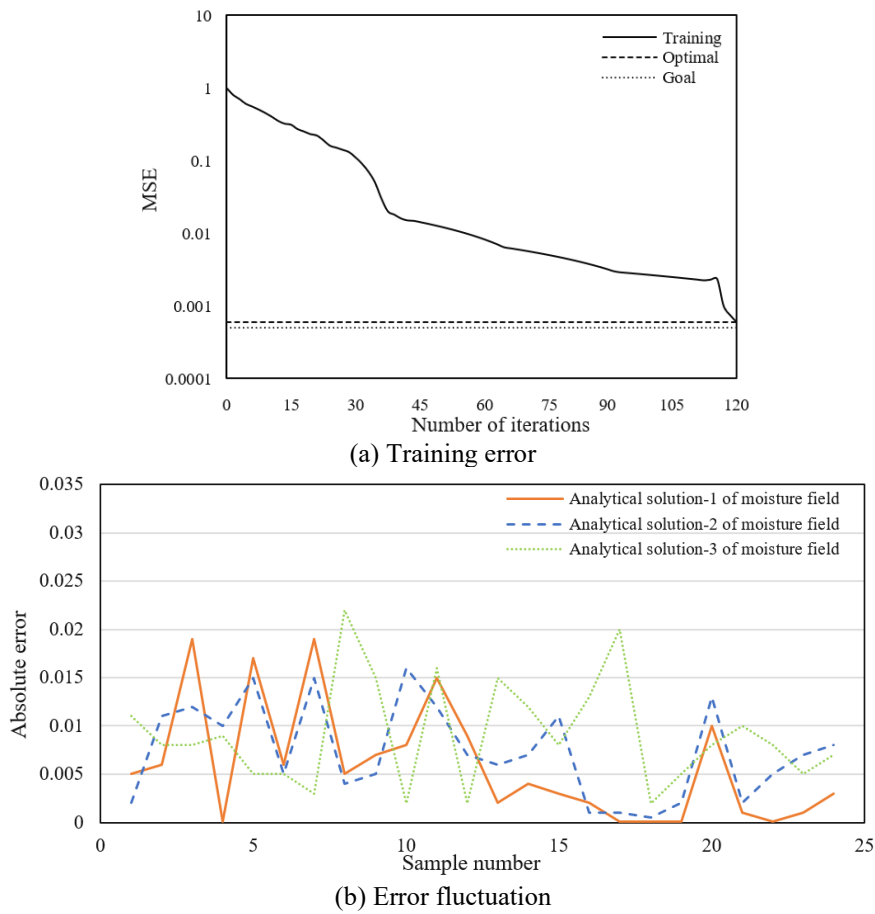 10
1
0.1
0.01
0.001
0.0001
MSE
Training
Optimal
Goal
0 15 30 45 60 75 90 105 120
Number of iterations
(a) Training error
0.035
0.03
0.025
0.02
0.015
0.01
0.005
0
Absolute error
Analytical solution-1 of moisture field
Analytical solution-2 of moisture field
Analytical solution-3 of moisture field
0 5 10 15 20 25
Sample number
(b) Error fluctuation